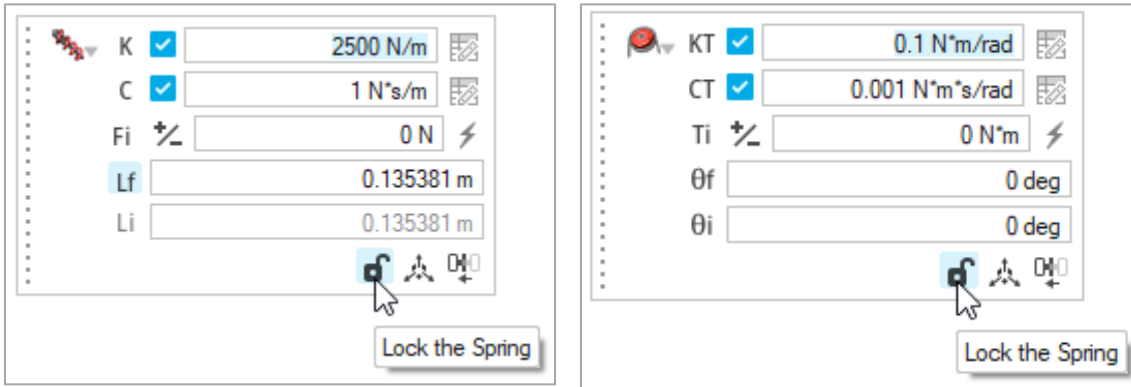 K 2500 N/m
C 1 N*s/m
Fi 0 N
Lf 0.135381 m
Li 0.135381 m
Lock the Spring
KT 0.1 N*m/rad
CT 0.001 N*m*s/rad
Ti 0 N*m
θf 0 deg
θi 0 deg
Lock the Spring